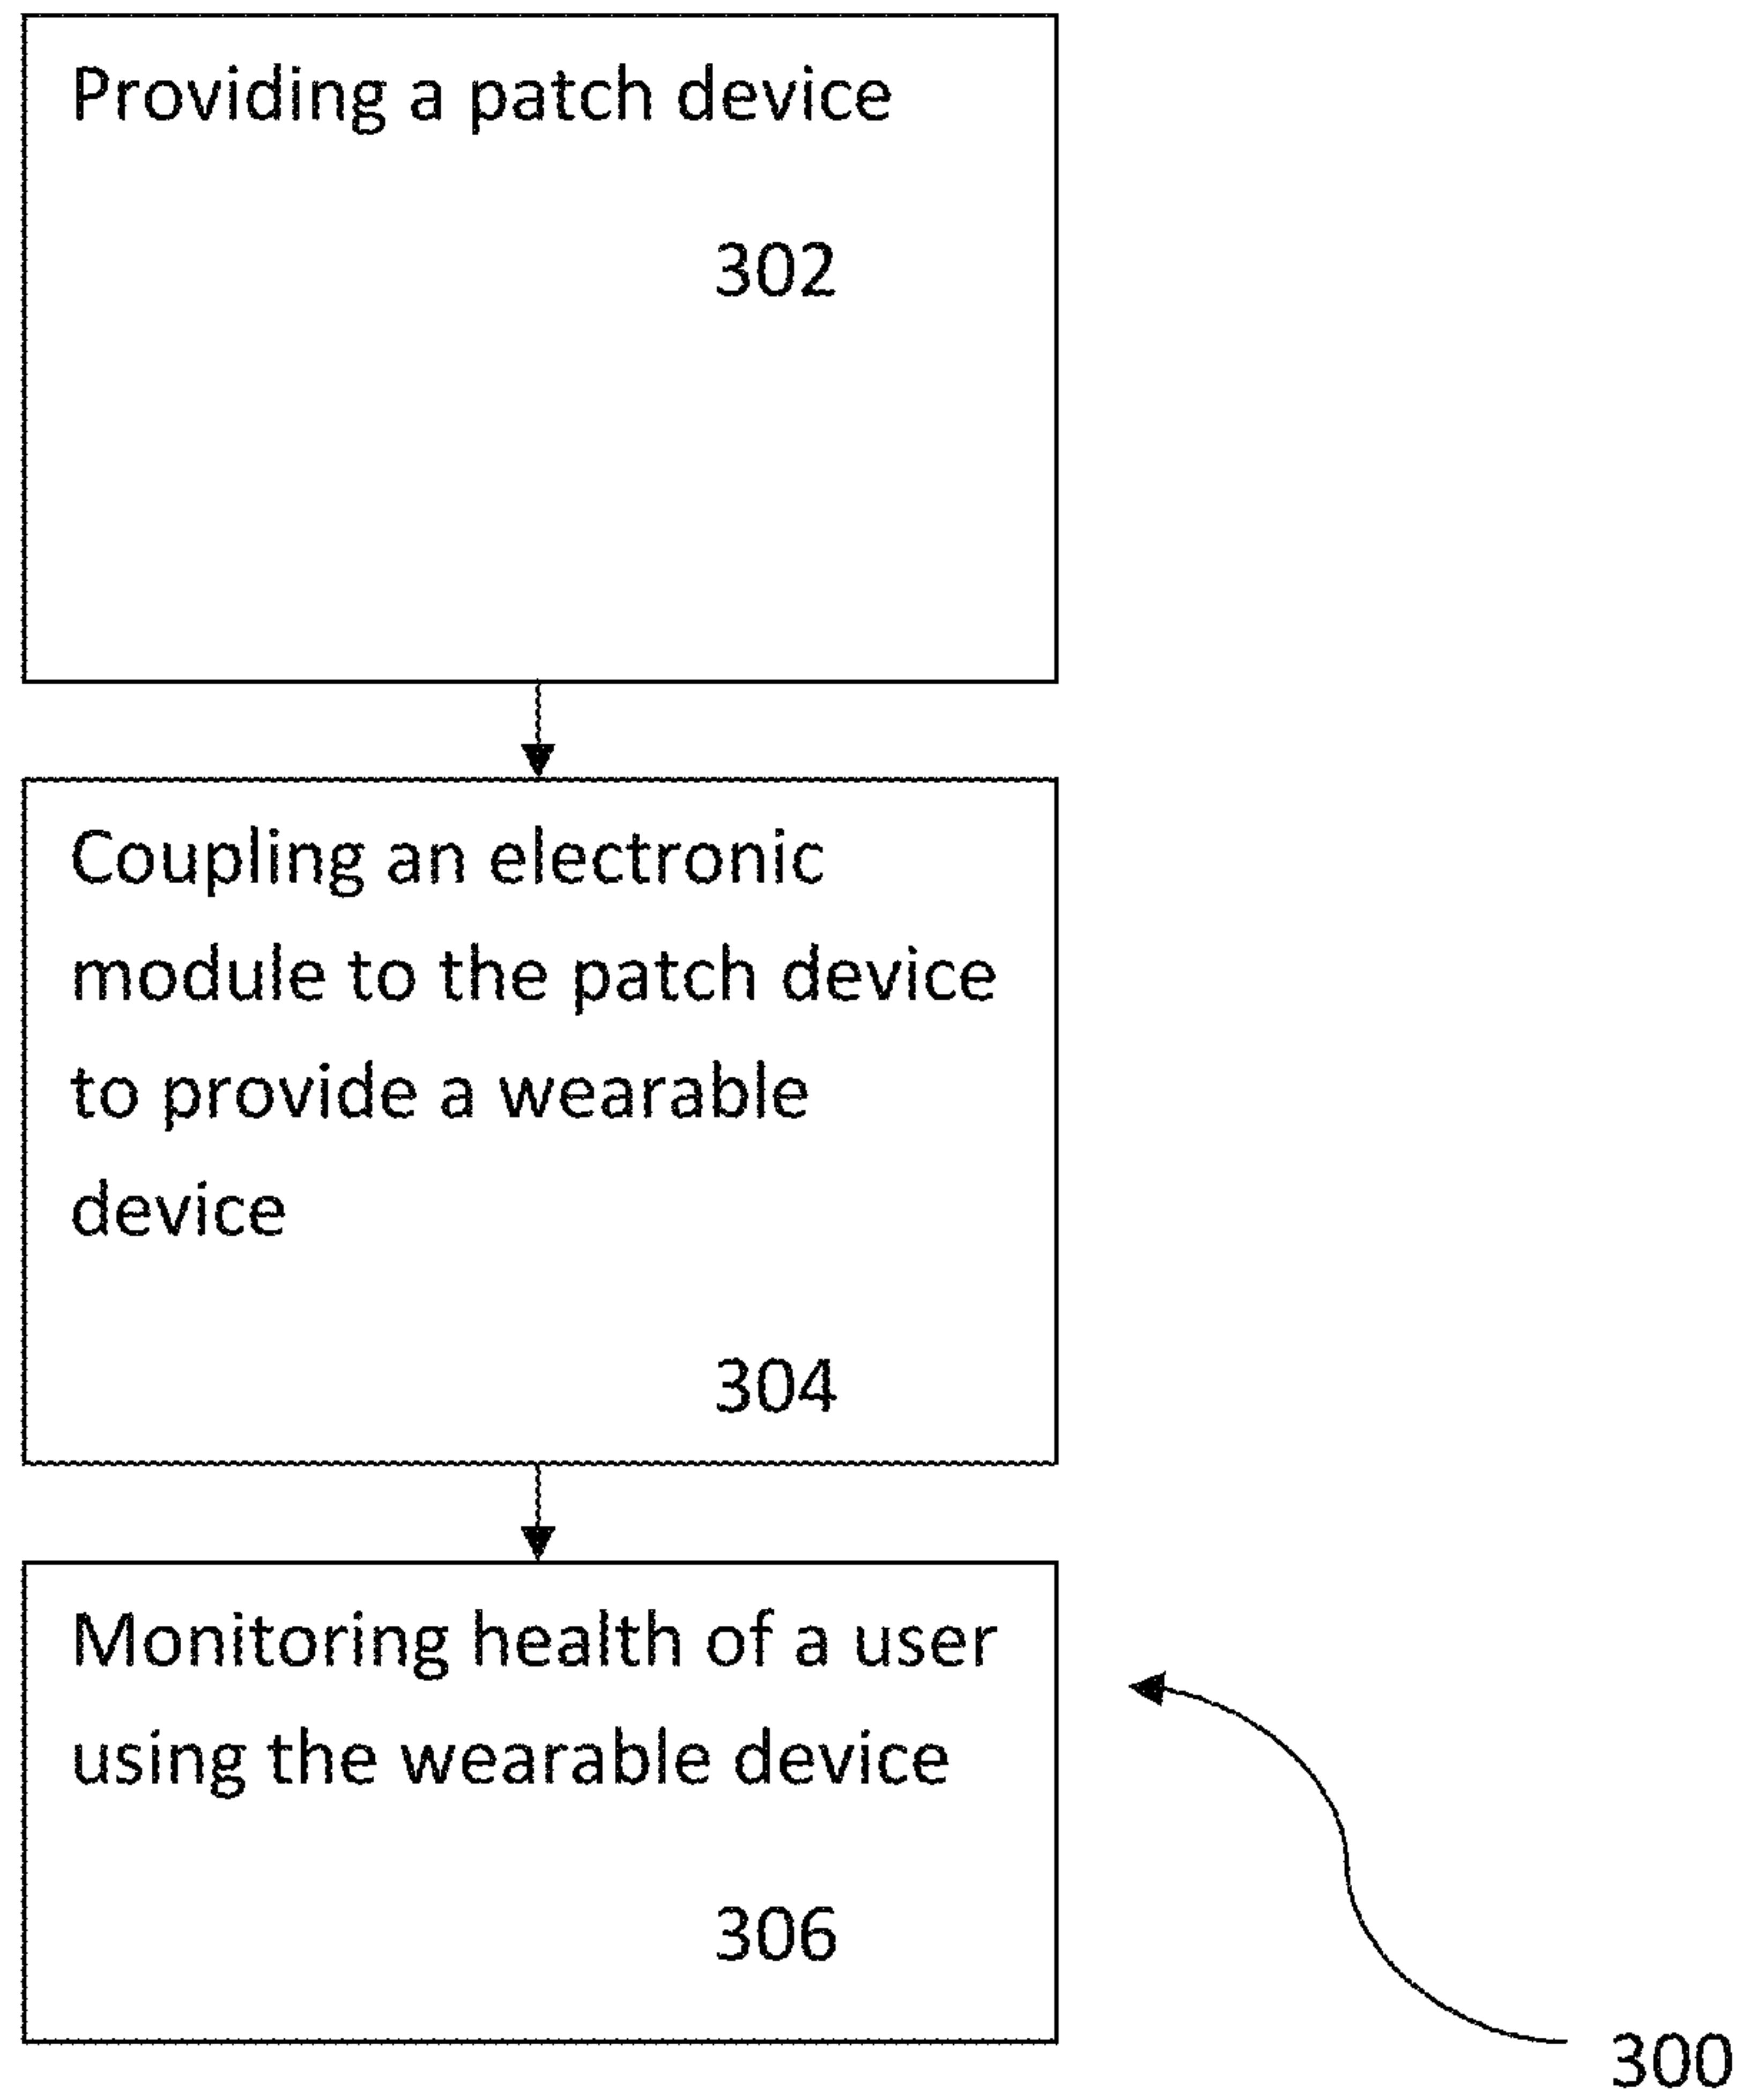 Providing a patch device
302
Coupling an electronic
module to the patch device
to provide a wearable
device
304
Monitoring health of a user
using the wearable device
306
300